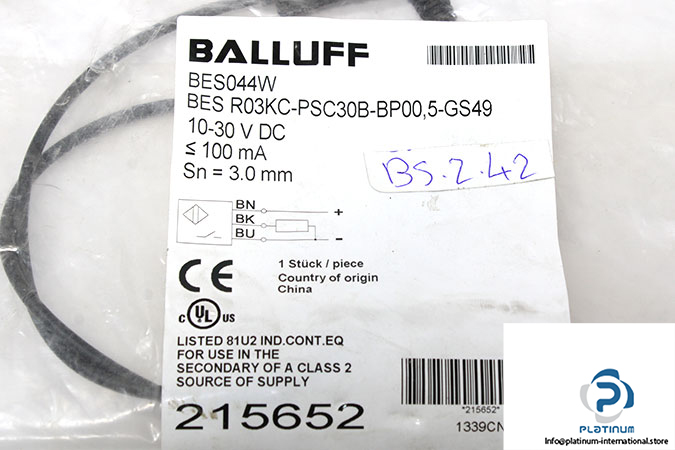 BALLUFF
BES044W
BES R03KC-PSC30B-BP00,5-GS49
10-30 V DC
≤ 100 mA
Sn = 3.0 mm
BS.2.42
BN
BK
BU
+
-
1 Stück / piece
Country of origin
China
CE
c UL US
LISTED 81U2 IND.CONT.EQ
FOR USE IN THE
SECONDARY OF A CLASS 2
SOURCE OF SUPPLY
215652
*215652*
1339CN
PLATINUM
Info@platinum-international.store